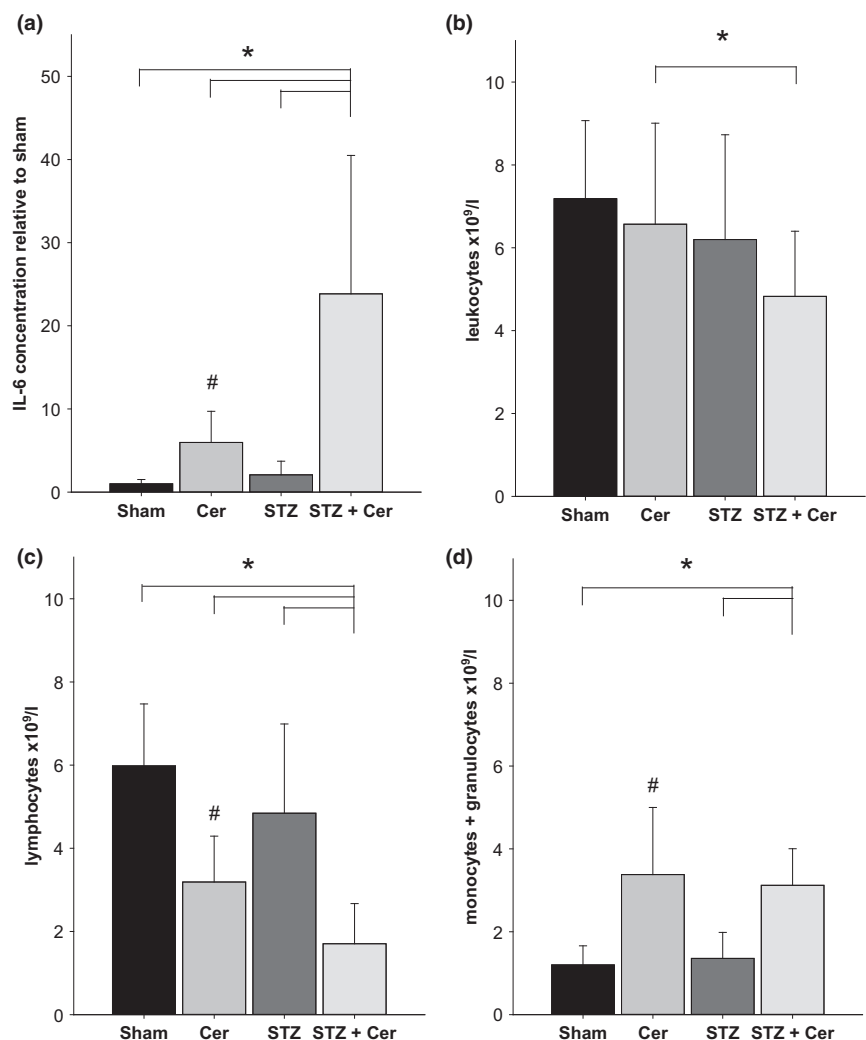 (a)
*
50
40
30
20
10
0
IL-6 concentration relative to sham
#
Sham Cer STZ STZ + Cer
(b)
*
10
8
6
4
2
0
leukocytes x10⁹/l
Sham Cer STZ STZ + Cer
(c)
*
10
8
6
4
2
0
lymphocytes x10⁹/l
#
Sham Cer STZ STZ + Cer
(d)
*
10
8
6
4
2
0
monocytes + granulocytes x10⁹/l
#
Sham Cer STZ STZ + Cer